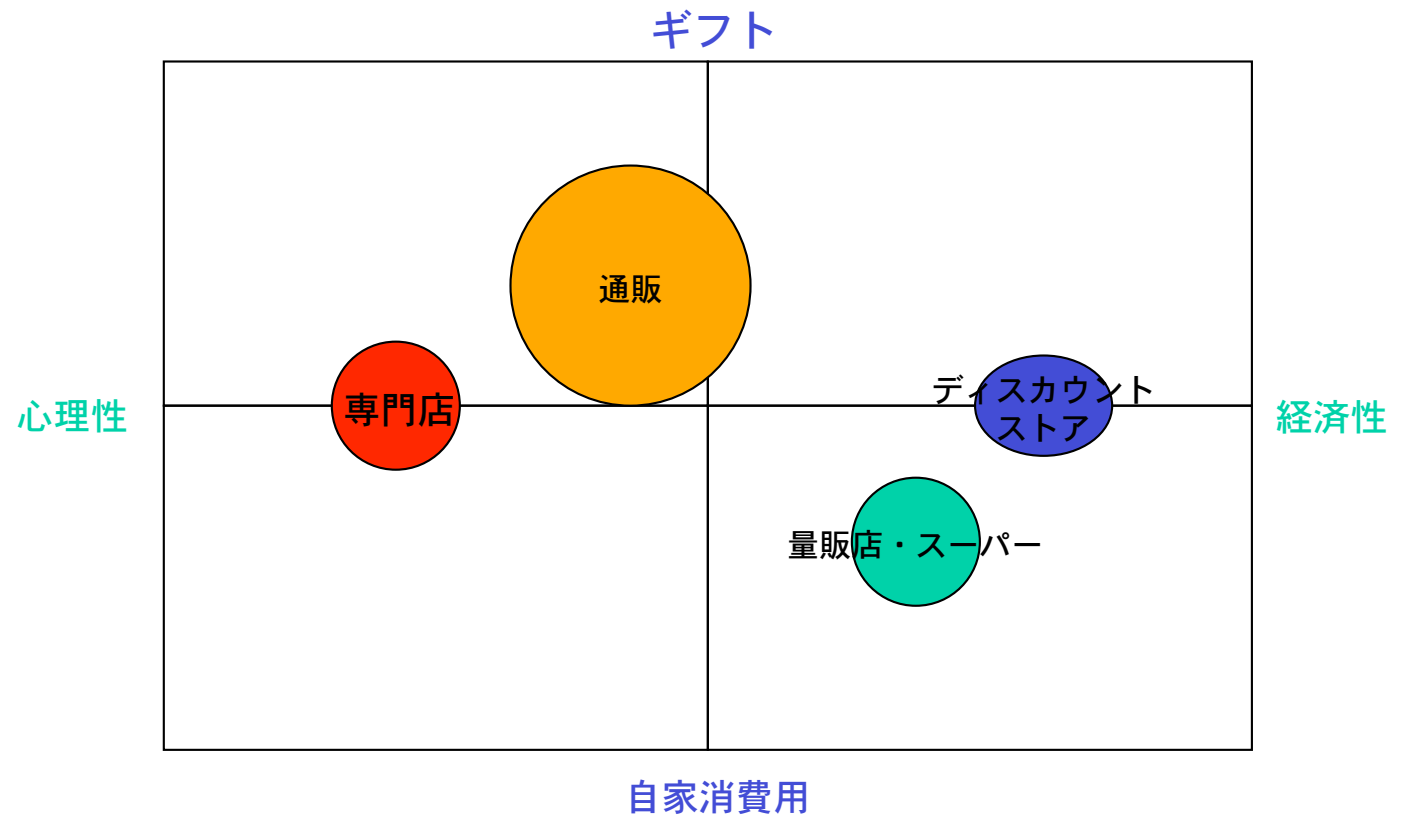 ギフト
通販
ディスカウント
ストア
心理性
専門店
経済性
量販店・スーパー
自家消費用